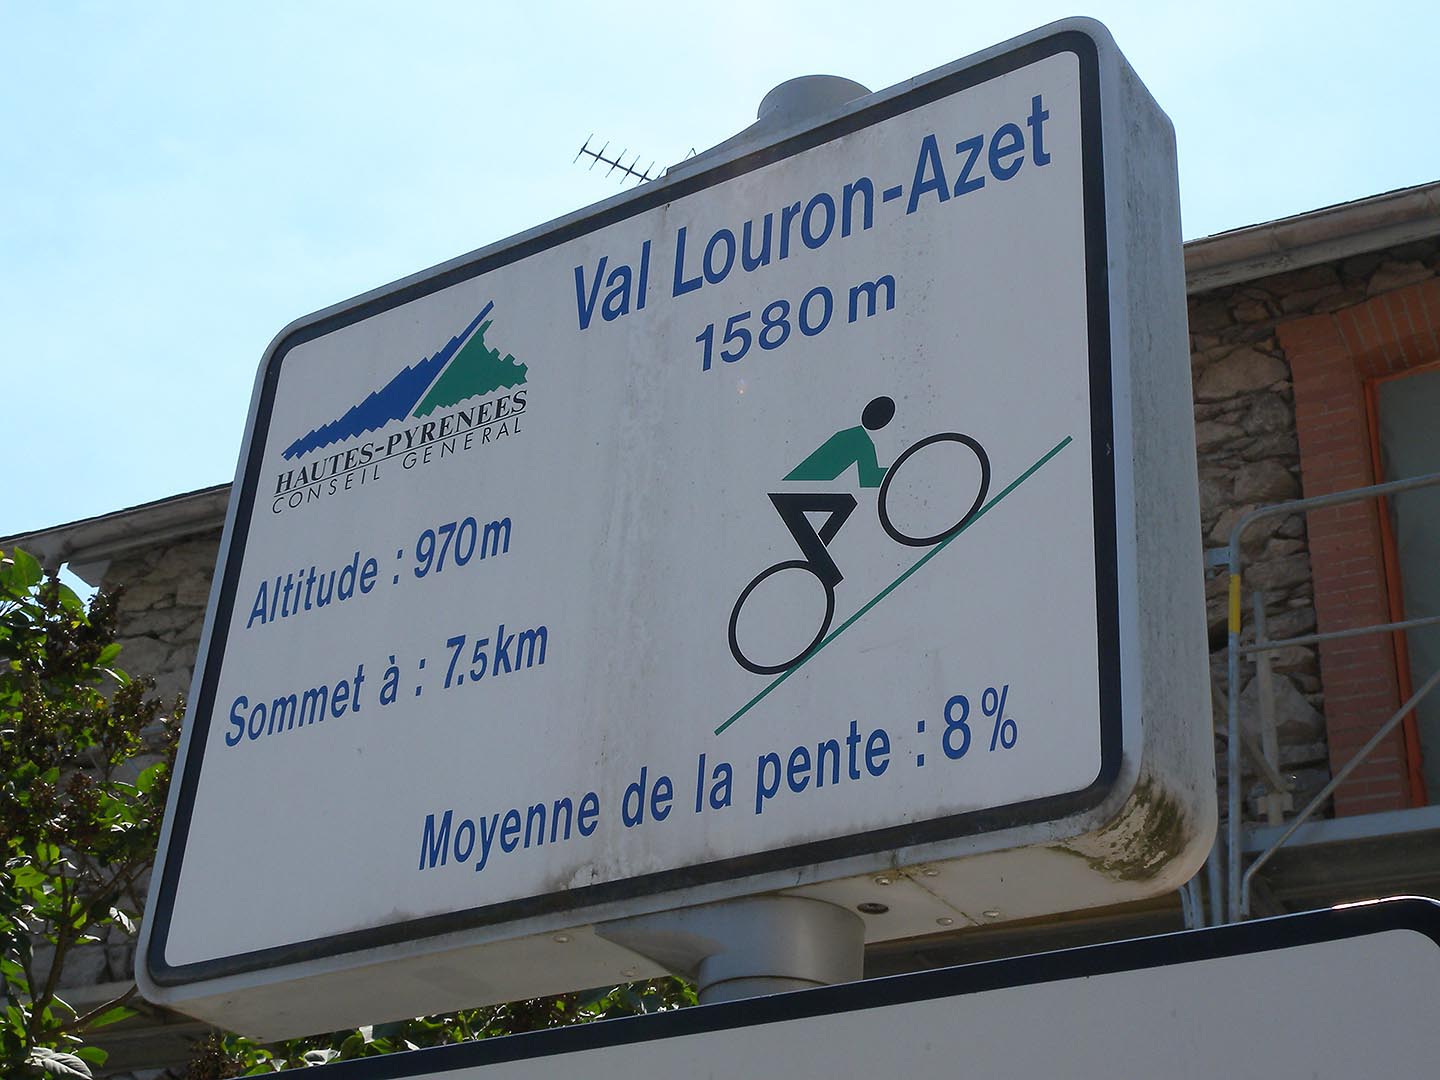 Val Louron-Azet
1580 m
HAUTES-PYRENEES
CONSEIL GENERAL
Altitude : 970m
Sommet à : 7.5km
Moyenne de la pente : 8%